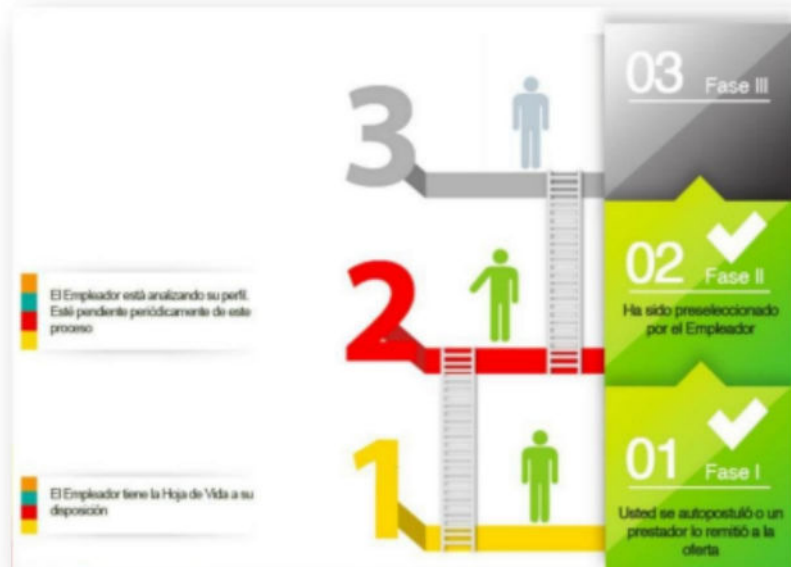 3
03 Fase III
El Empleador está analizando su perfil.
Esté pendiente periódicamente de este
proceso
2
02 Fase II
Ha sido preseleccionado
por el Empleador
El Empleador tiene la Hoja de Vida a su
disposición
1
01 Fase I
Usted se autopostuló o un
prestador lo remitió a la
oferta